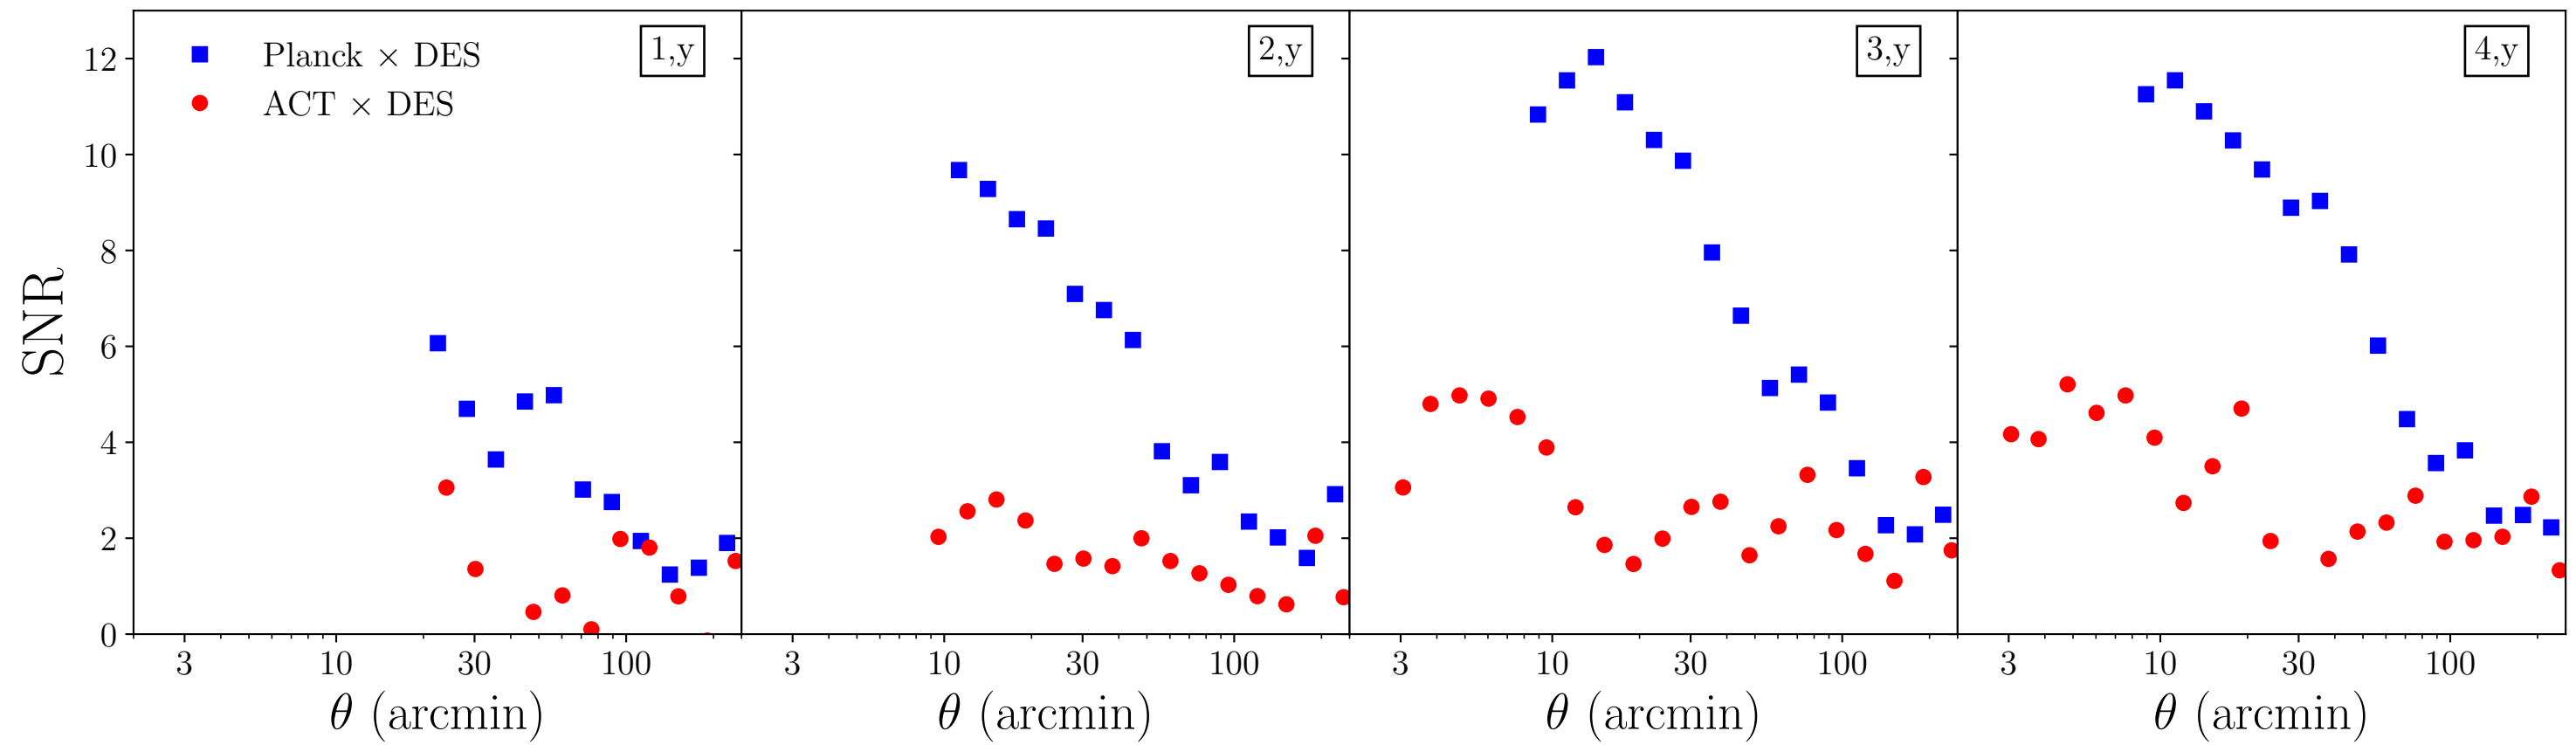 Planck × DES
ACT × DES
1,y
2,y
3,y
4,y
SNR
12
10
8
6
4
2
0
3 10 30 100
3 10 30 100
3 10 30 100
3 10 30 100
θ (arcmin)
θ (arcmin)
θ (arcmin)
θ (arcmin)